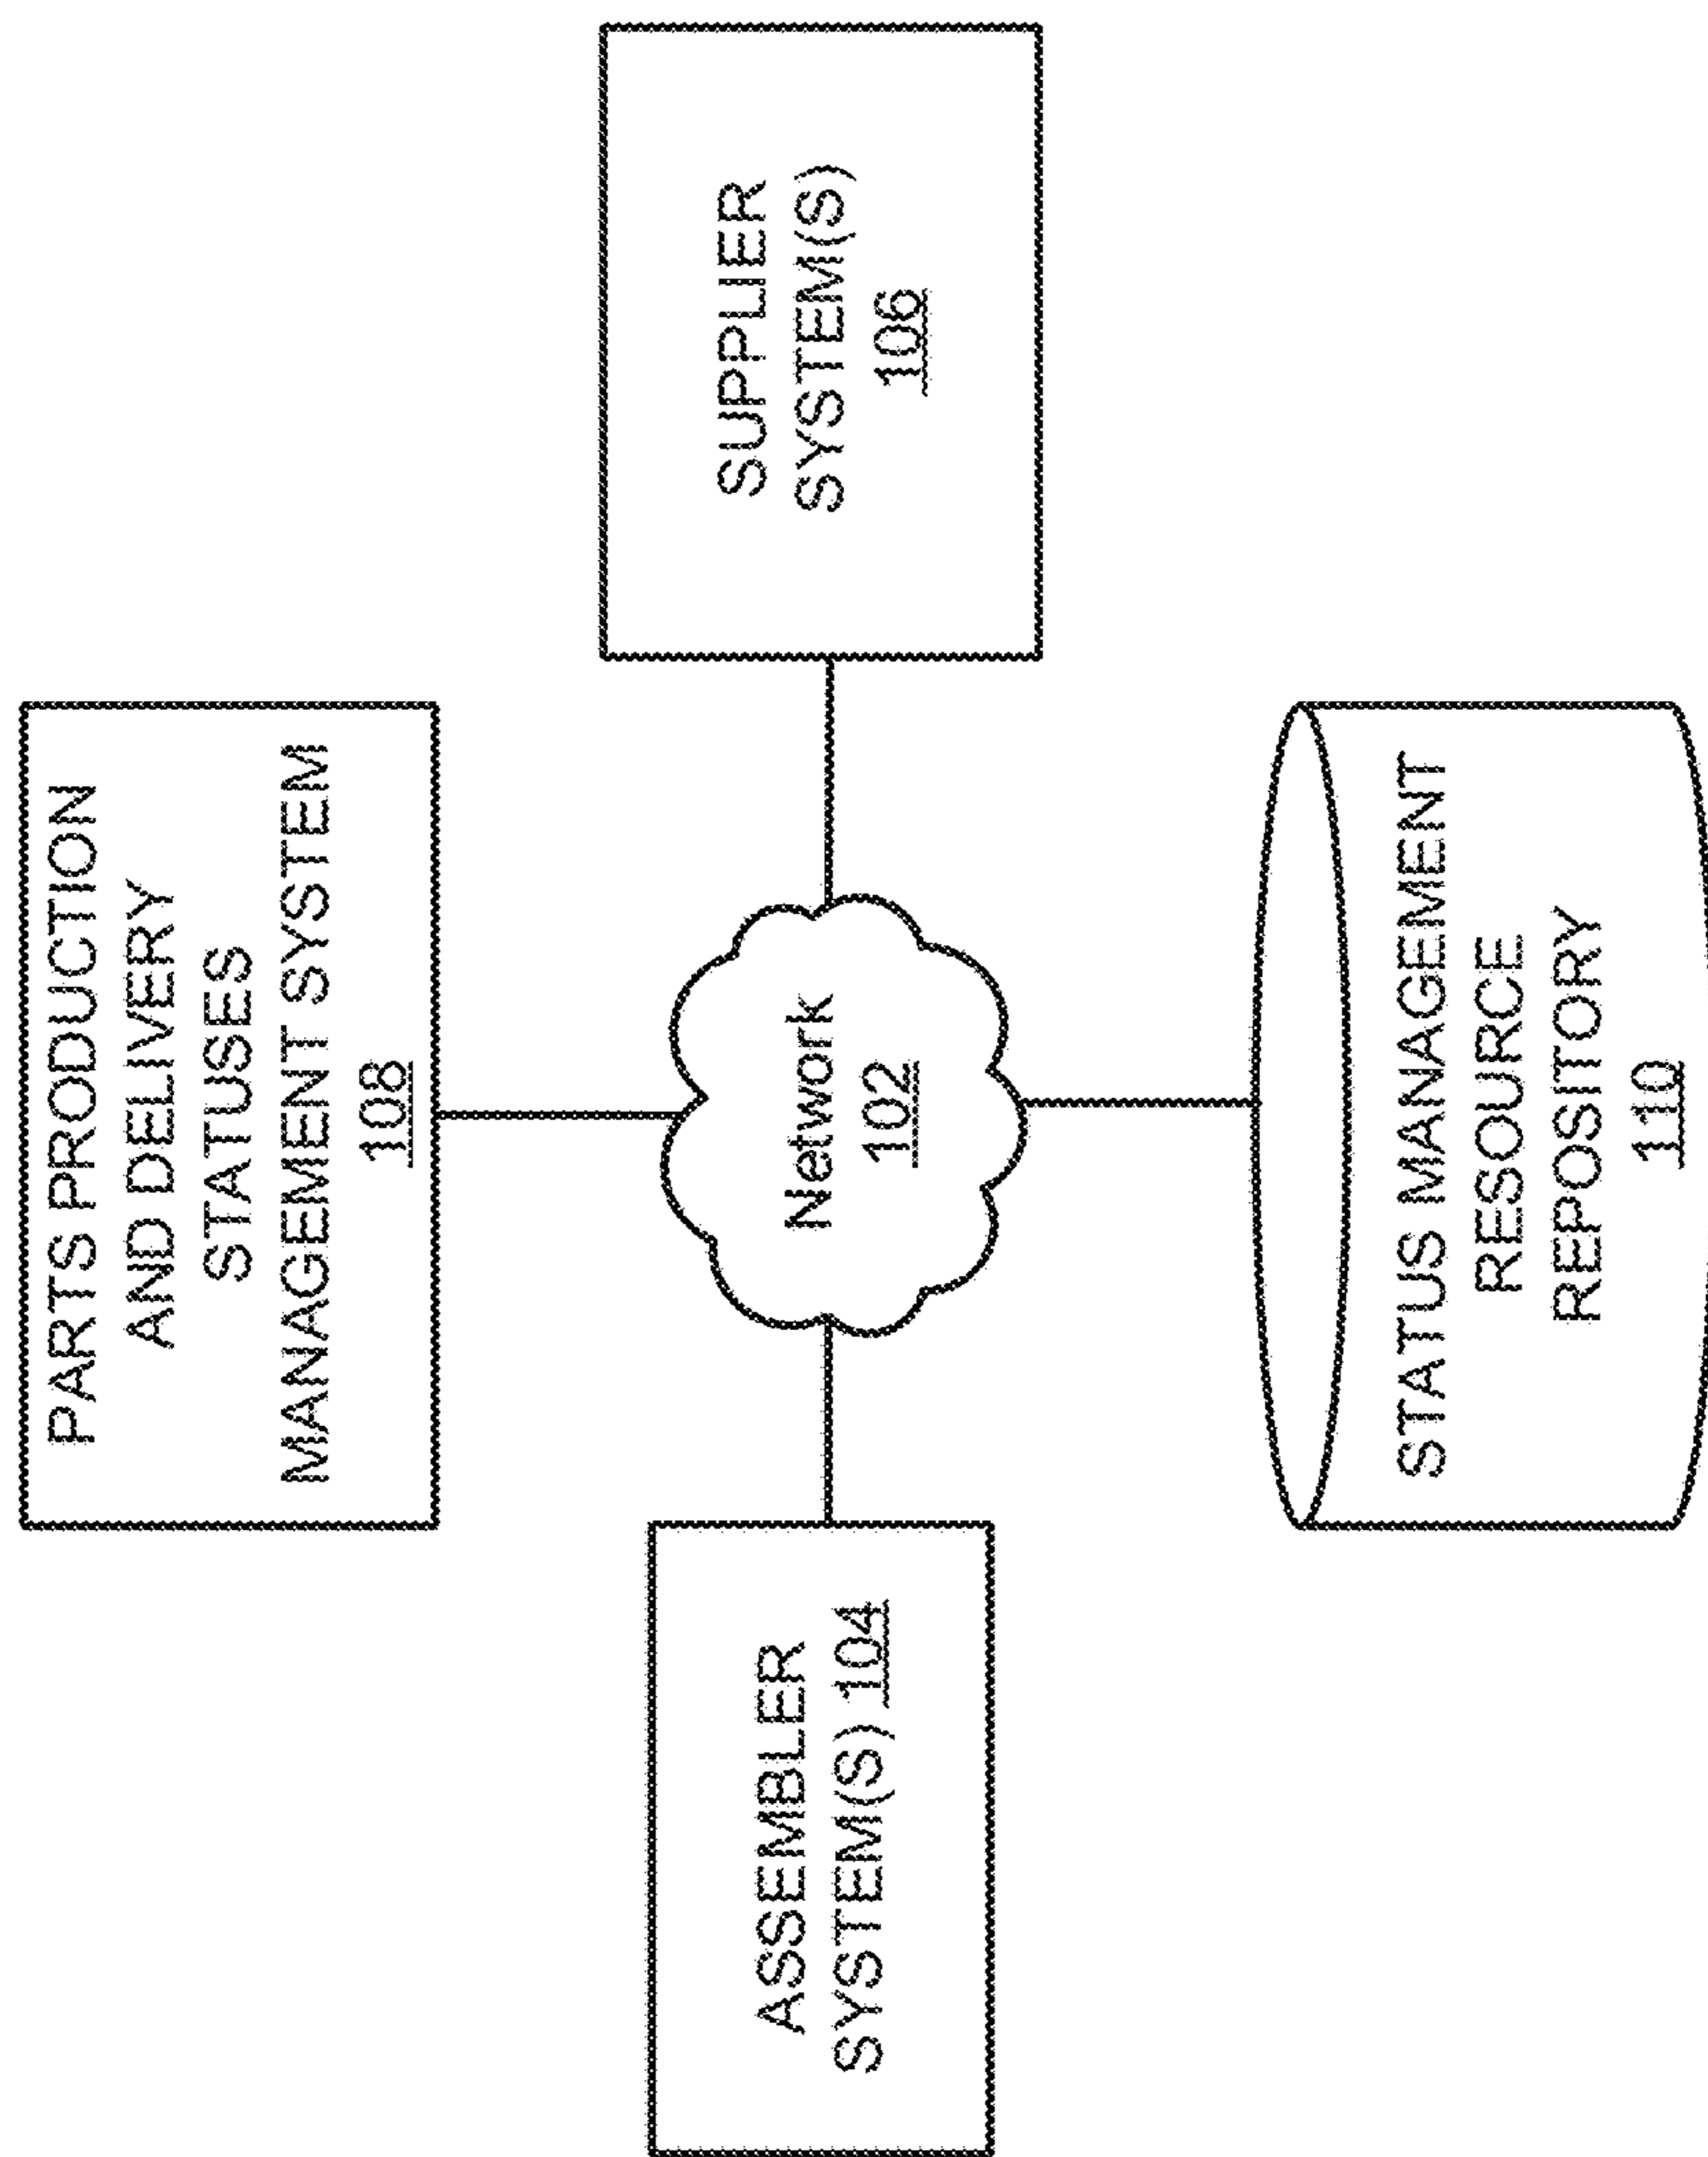 PARTS PRODUCTION
AND DELIVERY
STATUSES
MANAGEMENT SYSTEM
108
ASSEMBLER
SYSTEM(S) 104
Network
102
SUPPLIER
SYSTEM(S)
106
STATUS MANAGEMENT
RESOURCE
REPOSITORY
110